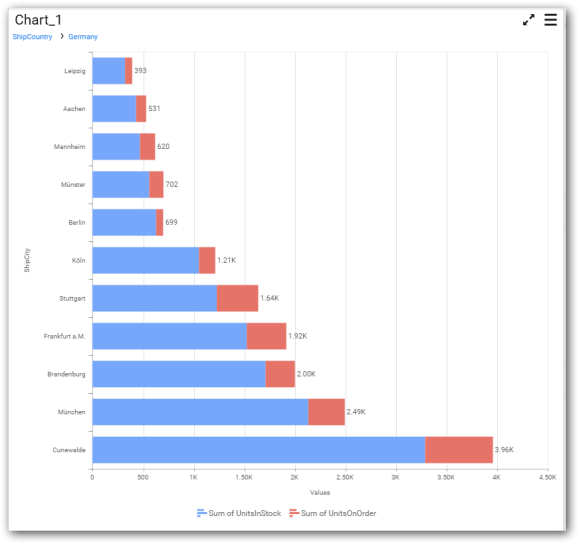 Chart_1
ShipCountry > Germany
Leipzig 393
Aachen 531
Mannheim 620
Münster 702
Berlin 699
Köln 1.21K
Stuttgart 1.64K
Frankfurt a.M. 1.92K
Brandenburg 2.00K
München 2.49K
Cunewalde 3.96K
ShipCity
0 500 1K 1.50K 2K 2.50K 3K 3.50K 4K 4.50K
Values
Sum of UnitsInStock Sum of UnitsOnOrder